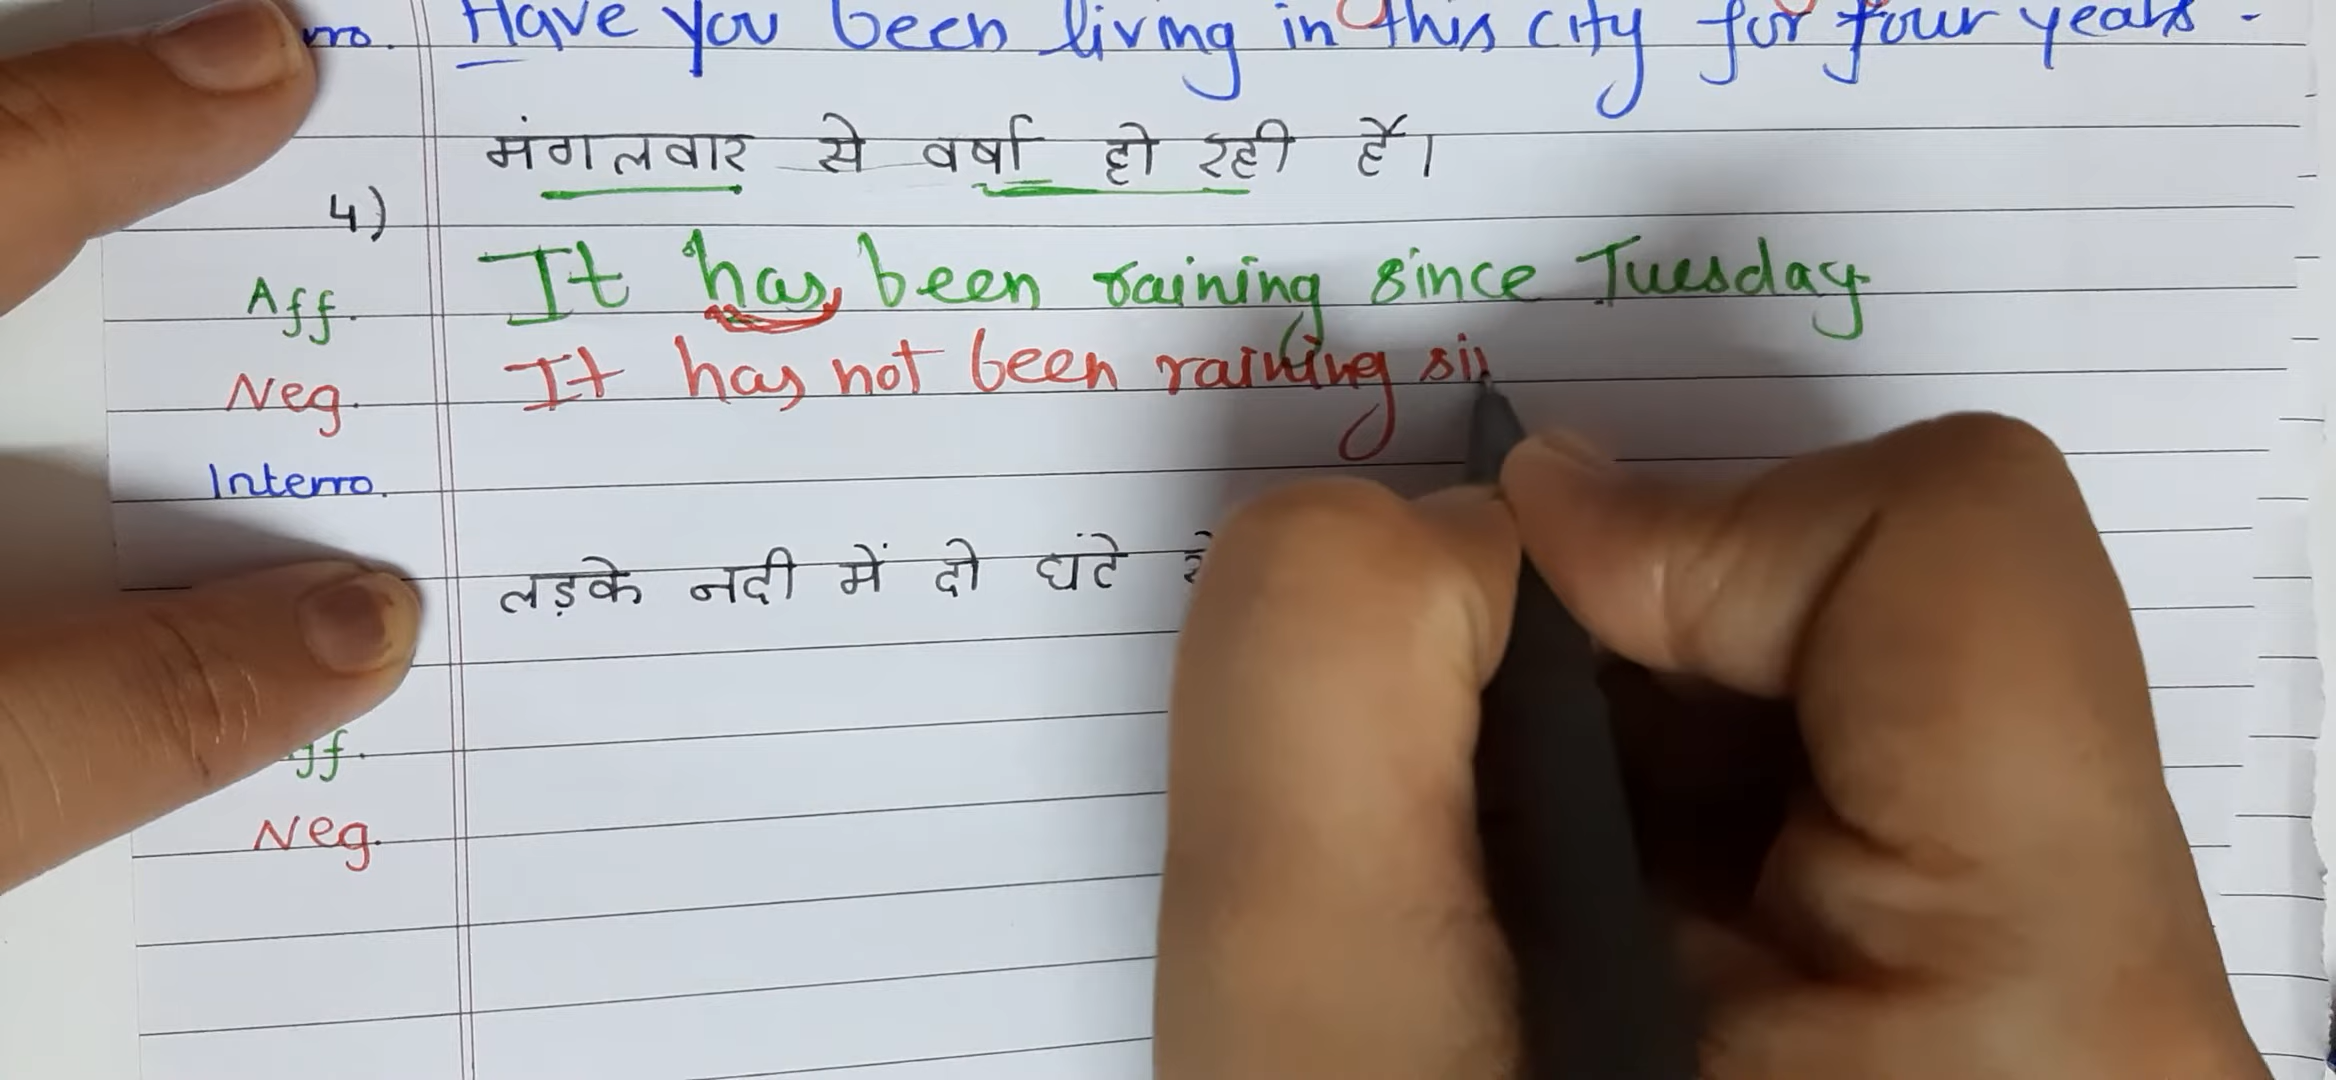 Have you been living in this city for four years -
मंगलवार से वर्षा हो रही है।
4)
Aff. It has been raining since Tuesday
Neg. It has not been raining
Interro.
लड़के नदी में दो घंटे
Neg.